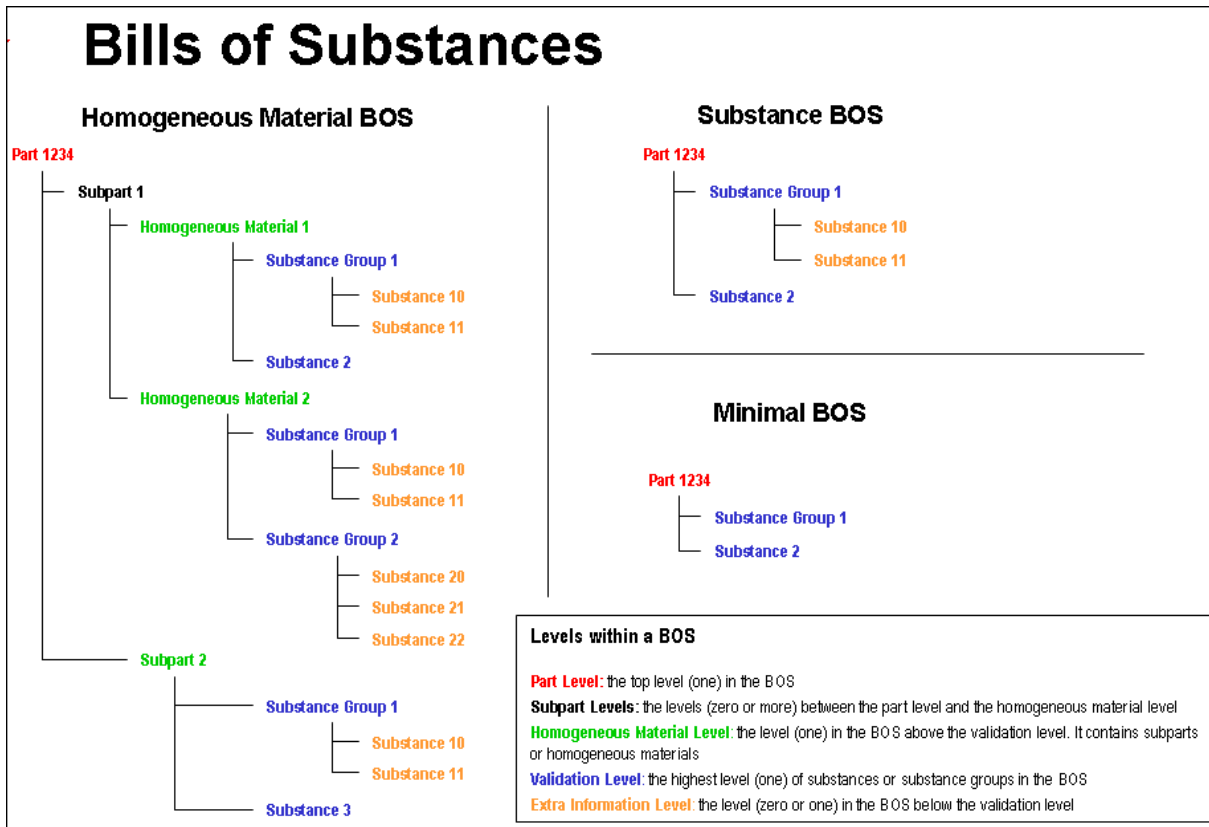 Bills of Substances
Homogeneous Material BOS
Part 1234
Subpart 1
Homogeneous Material 1
Substance Group 1
Substance 10
Substance 11
Substance 2
Homogeneous Material 2
Substance Group 1
Substance 10
Substance 11
Substance Group 2
Substance 20
Substance 21
Substance 22
Subpart 2
Substance Group 1
Substance 10
Substance 11
Substance 3
Substance BOS
Part 1234
Substance Group 1
Substance 10
Substance 11
Substance 2
Minimal BOS
Part 1234
Substance Group 1
Substance 2
Levels within a BOS
Part Level: the top level (one) in the BOS
Subpart Levels: the levels (zero or more) between the part level and the homogeneous material level
Homogeneous Material Level: the level (one) in the BOS above the validation level. It contains subparts
or homogeneous materials
Validation Level: the highest level (one) of substances or substance groups in the BOS
Extra Information Level: the level (zero or one) in the BOS below the validation level